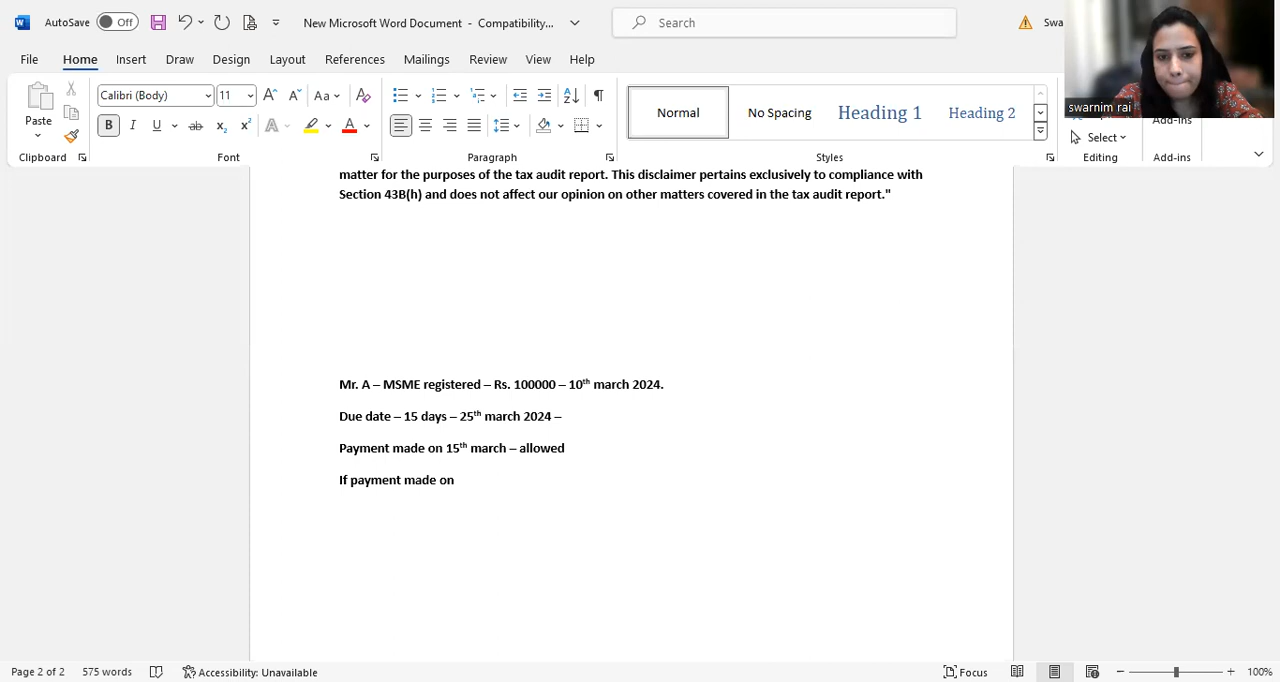 AutoSave Off New Microsoft Word Document - Compatibility... Search Swa
File Home Insert Draw Design Layout References Mailings Review View Help
Paste Calibri (Body) 11 Aa Normal No Spacing Heading 1 Heading 2 Select Add-ins
swarnim rai
Clipboard Font Paragraph Styles Editing Add-ins
matter for the purposes of the tax audit report. This disclaimer pertains exclusively to compliance with
Section 43B(h) and does not affect our opinion on other matters covered in the tax audit report."
Mr. A – MSME registered – Rs. 100000 – 10th march 2024.
Due date – 15 days – 25th march 2024 –
Payment made on 15th march – allowed
If payment made on
Page 2 of 2 575 words Accessibility: Unavailable Focus 100%